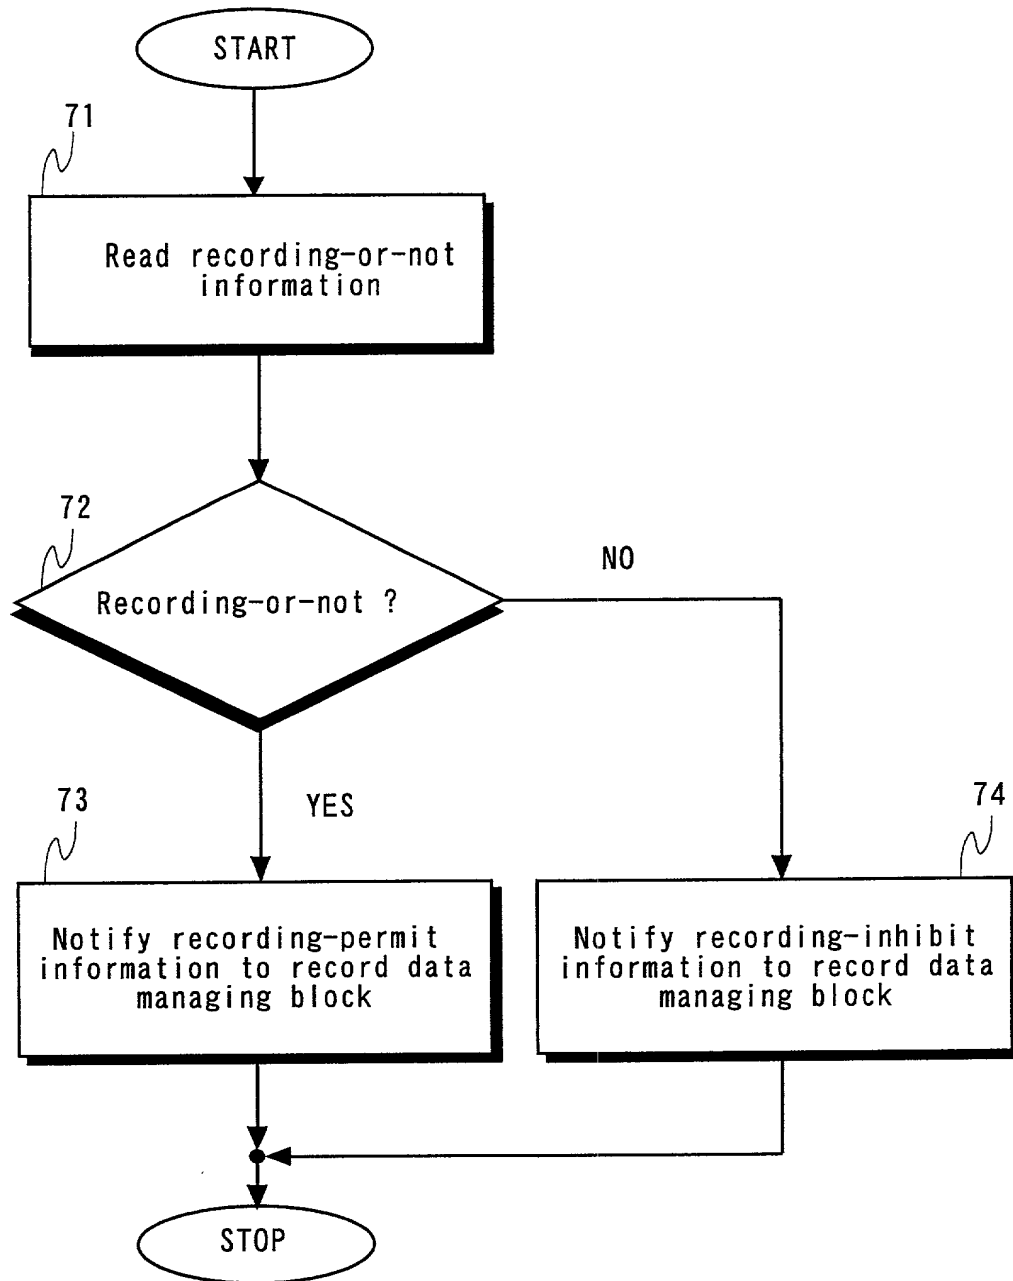 START
71
Read recording-or-not
information
72
Recording-or-not ?
NO
YES
73
Notify recording-permit
information to record data
managing block
74
Notify recording-inhibit
information to record data
managing block
STOP